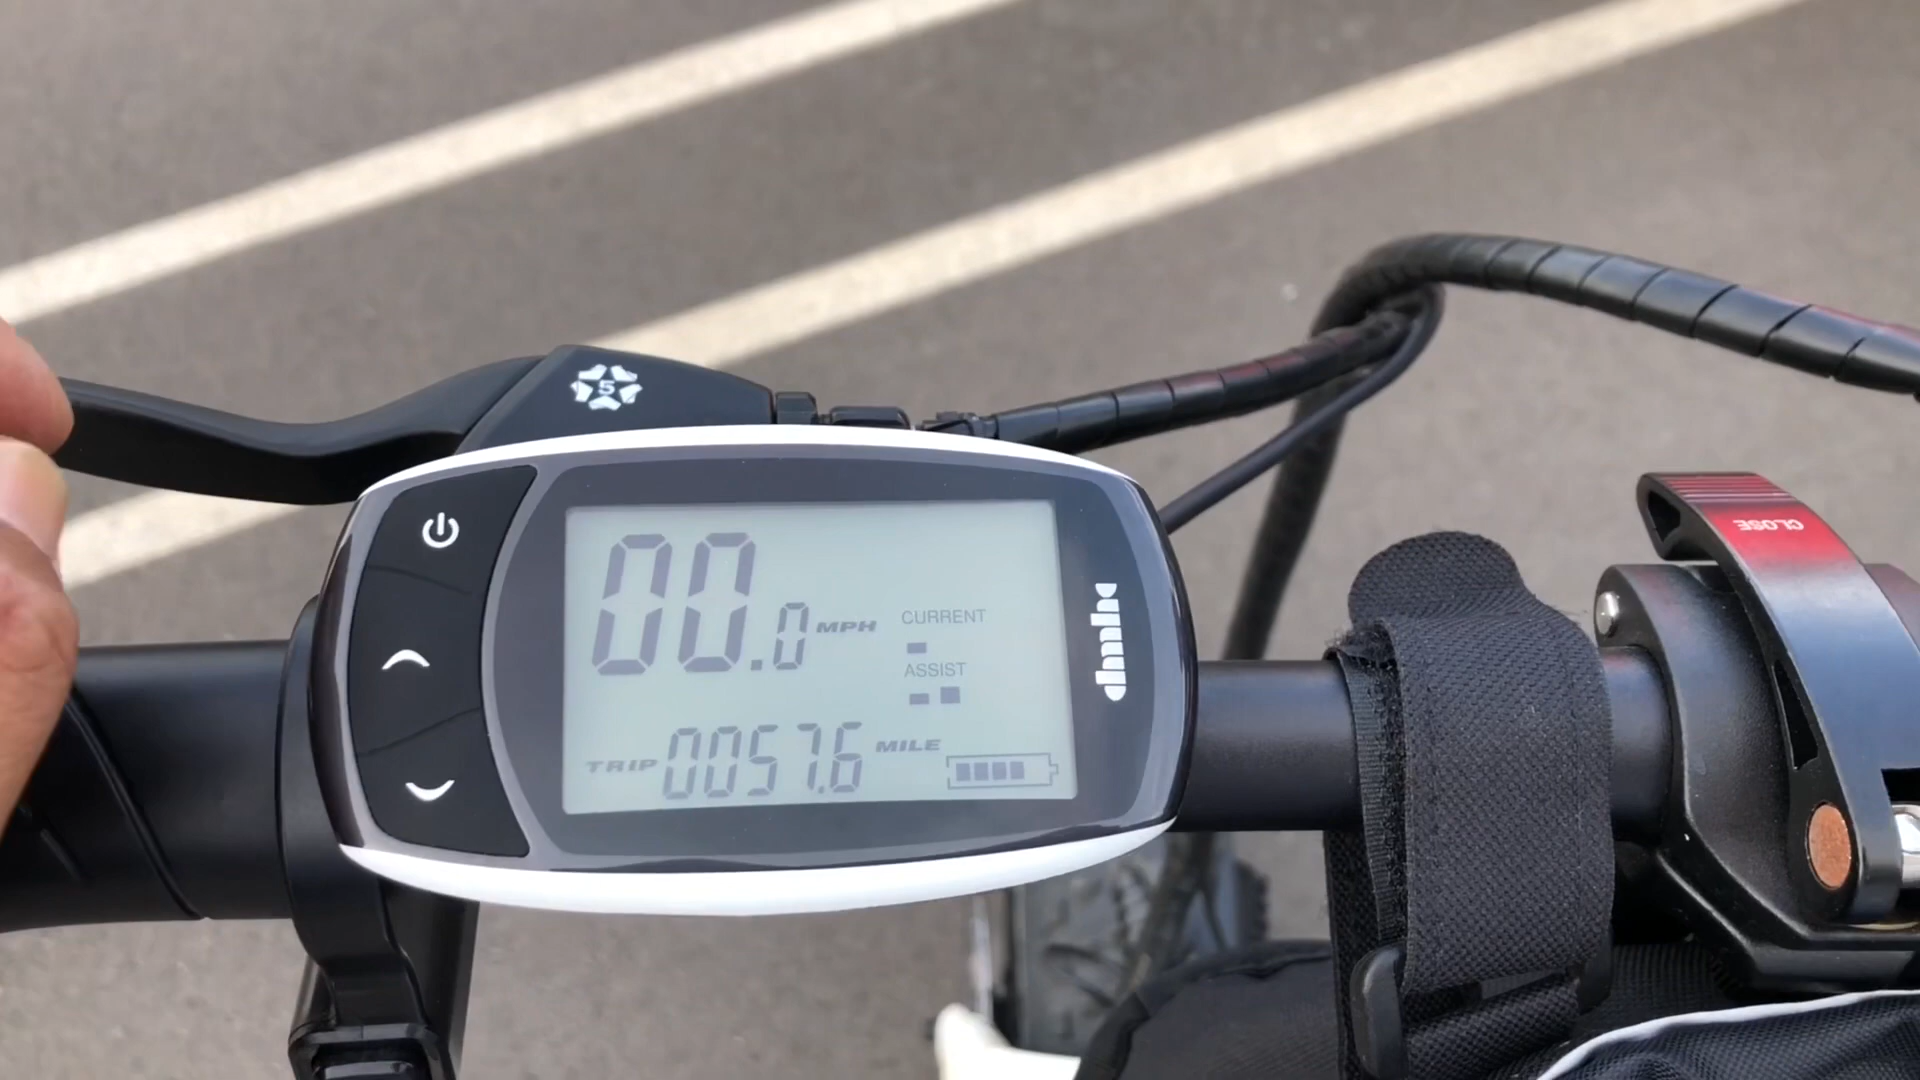 5
00.0 MPH
CURRENT
ASSIST
TRIP 0057.6 MILE
CLOSE